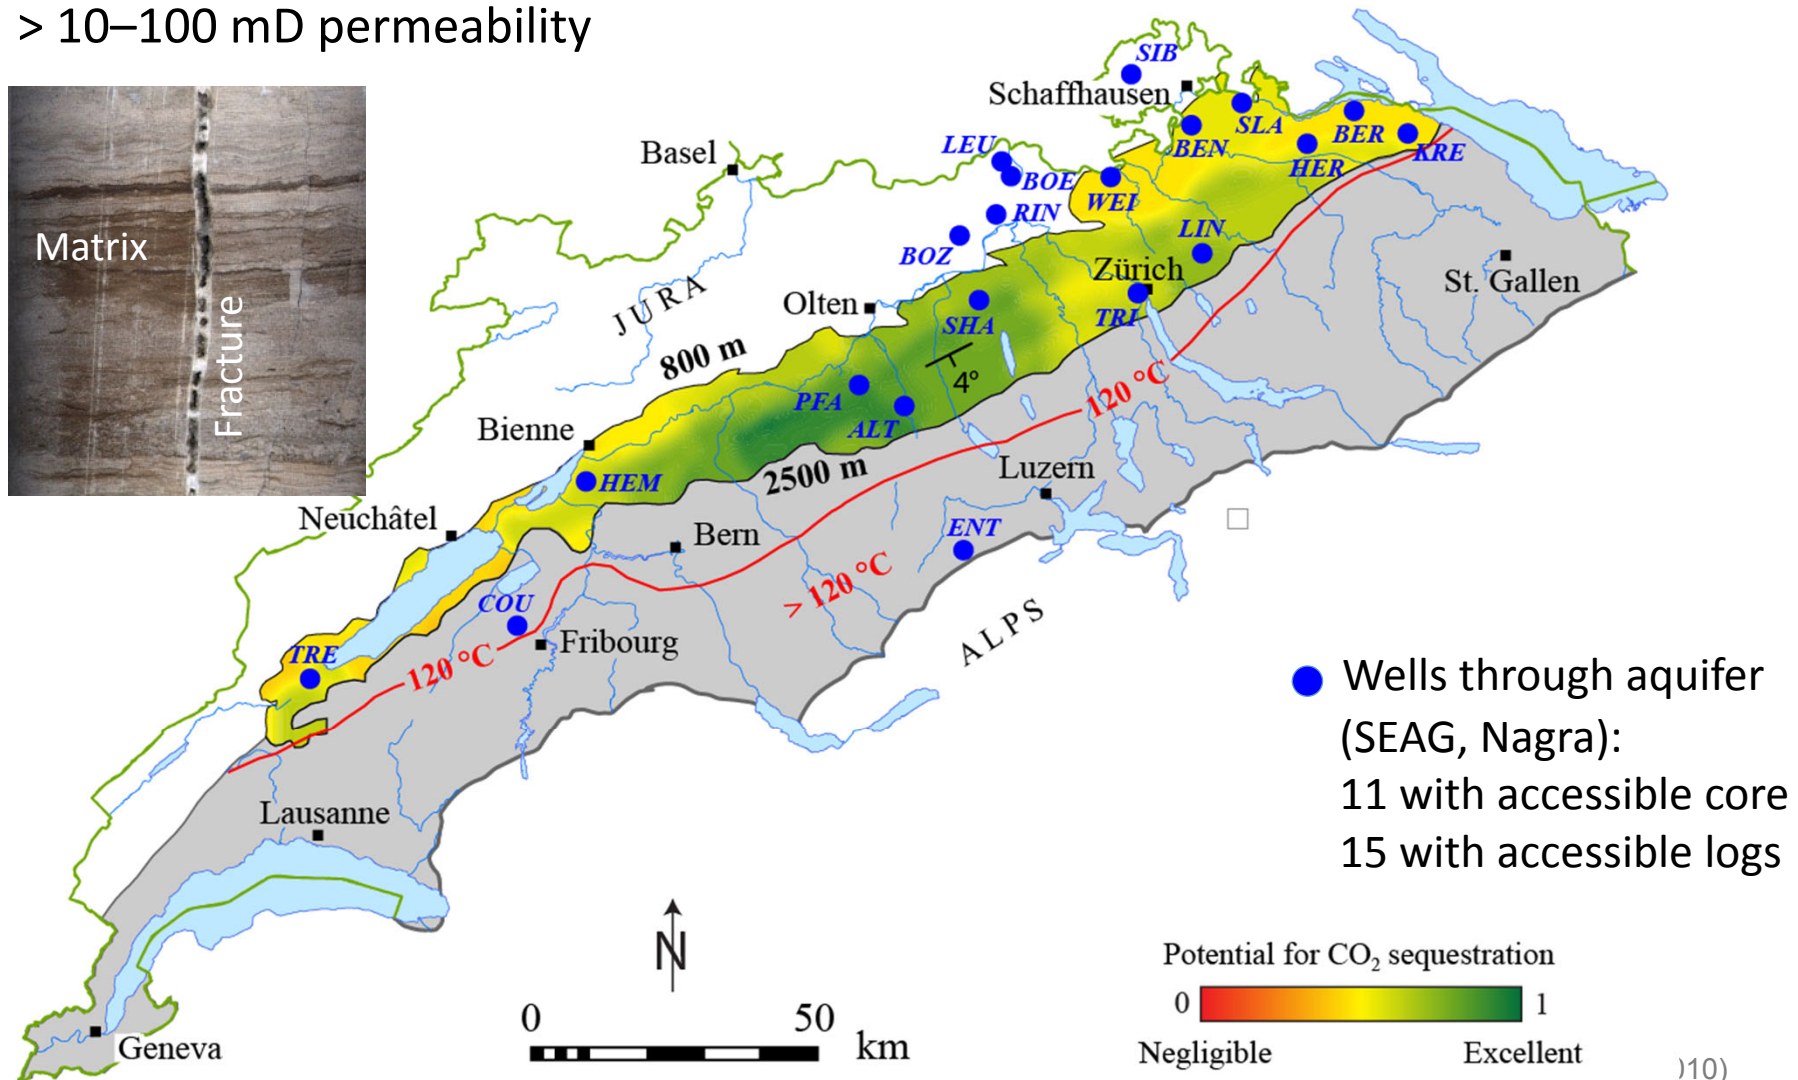 > 10–100 mD permeability
Matrix
Fracture
SIB
Schaffhausen
SLA
BER
BEN
KRE
HER
Basel
LEU
BOE
WEI
RIN
BOZ
LIN
Zürich
TRI
St. Gallen
JURA
Olten
SHA
800 m
4°
120 °C
PFA
ALT
Bienne
2500 m
Luzern
HEM
Neuchâtel
Bern
ENT
> 120 °C
COU
Fribourg
ALPS
TRE
120 °C
Wells through aquifer
(SEAG, Nagra):
11 with accessible core
15 with accessible logs
Lausanne
N
Geneva
0 50
km
Potential for CO₂ sequestration
0 1
Negligible Excellent
)10)